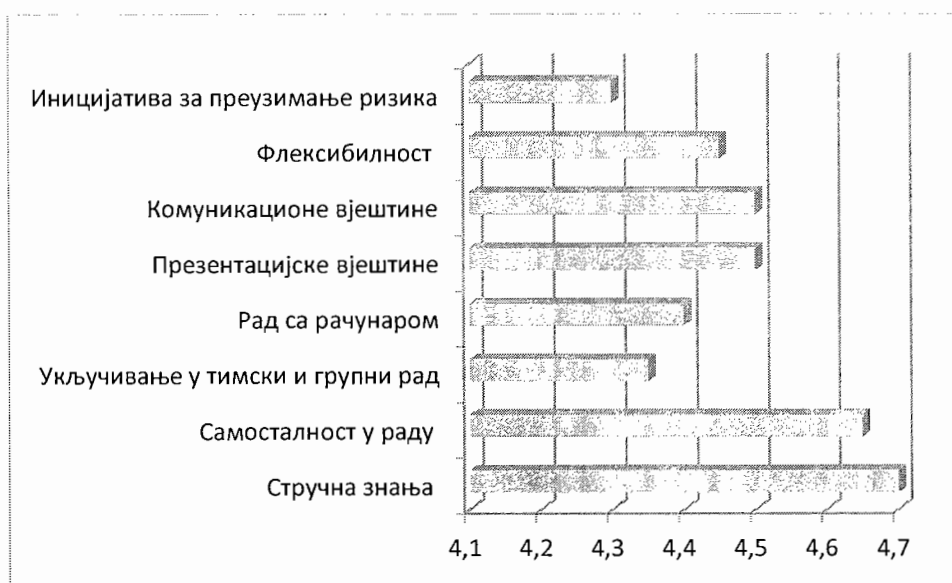 Иницијатива за преузимање ризика
Флексибилност
Комуникационе вјештине
Презентацијске вјештине
Рад са рачунаром
Укључивање у тимски и групни рад
Самосталност у раду
Стручна знања
4,1 4,2 4,3 4,4 4,5 4,6 4,7